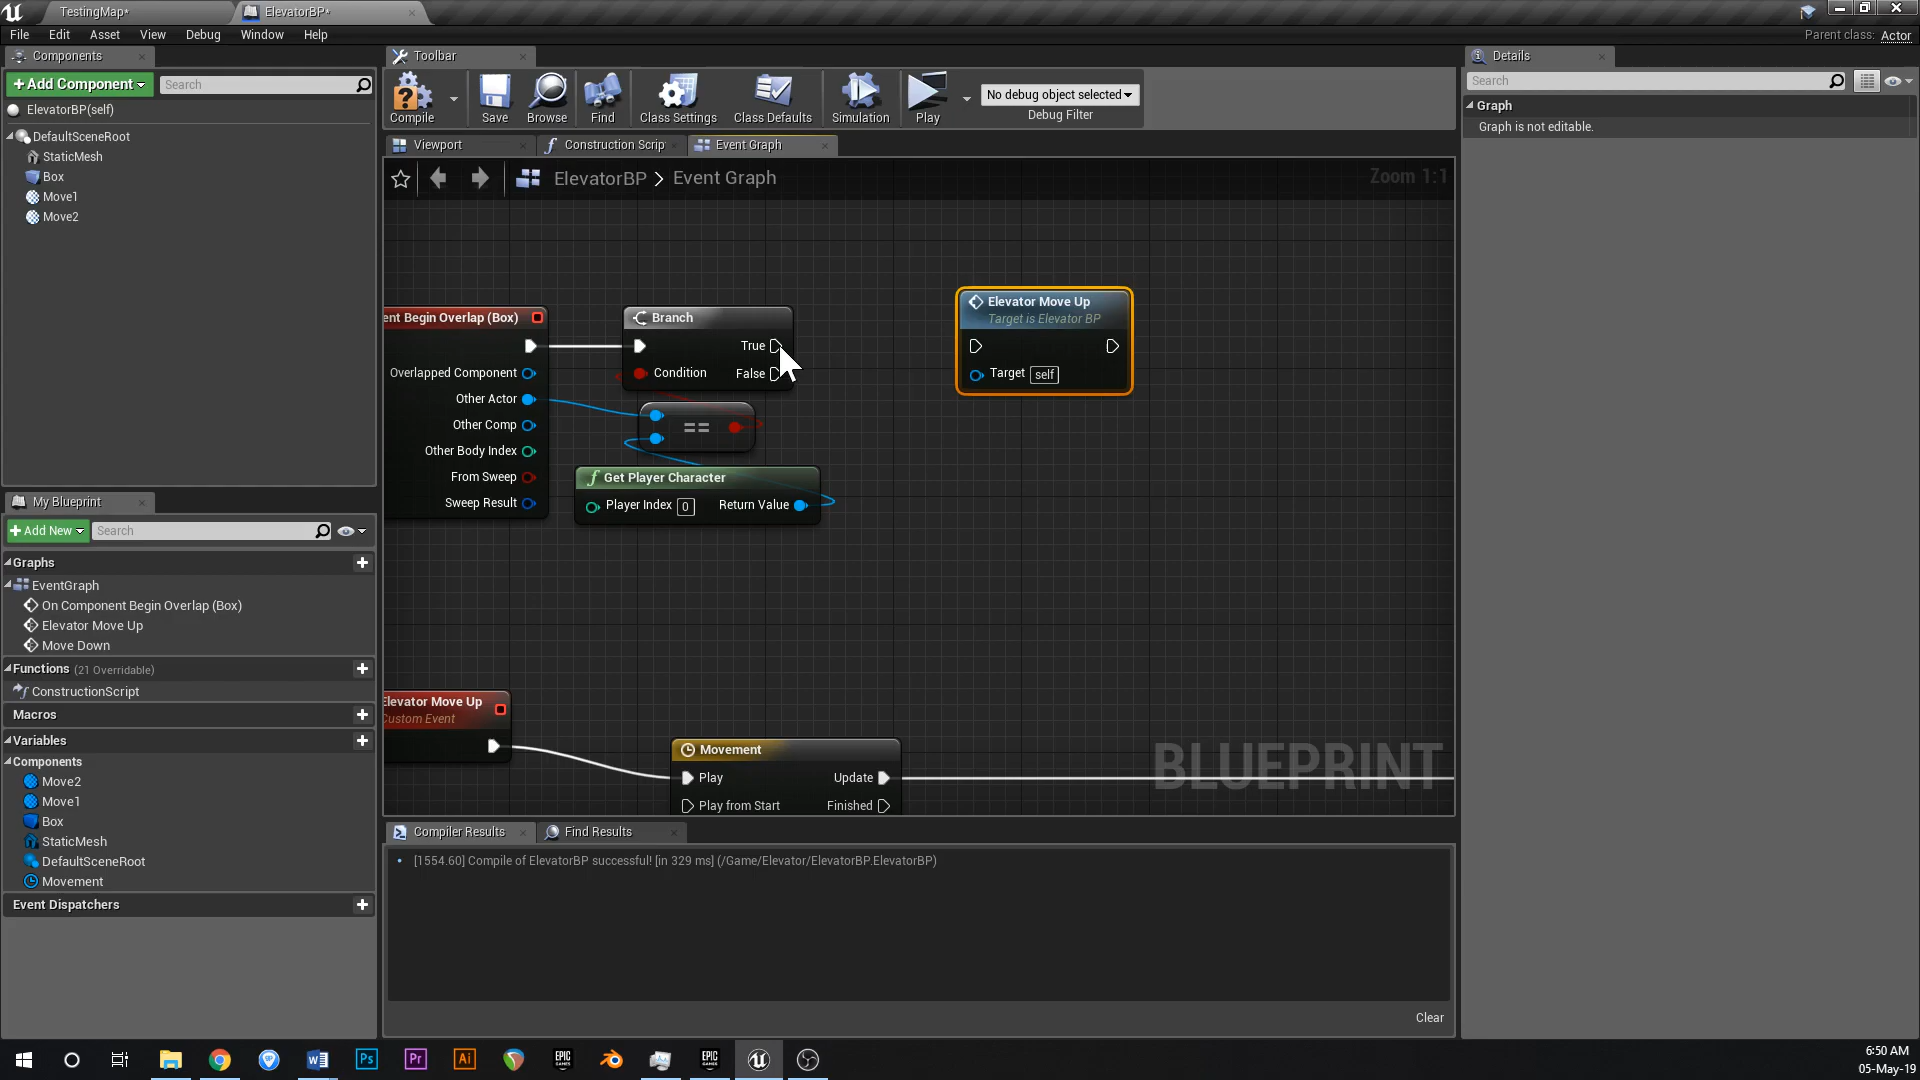 TestingMap*
ElevatorBP*
File Edit Asset View Debug Window Help
Parent class: Actor
Components
Toolbar
Details
+Add Component
Search
ElevatorBP(self)
DefaultSceneRoot
StaticMesh
Box
Move1
Move2
Compile
Save
Browse
Find
Class Settings
Class Defaults
Simulation
Play
No debug object selected
Debug Filter
Search
Graph
Graph is not editable.
Viewport
Construction Scrip
Event Graph
ElevatorBP > Event Graph
Zoom 1:1
ent Begin Overlap (Box)
Overlapped Component
Other Actor
Other Comp
Other Body Index
From Sweep
Sweep Result
Branch
True
Condition
False
==
Get Player Character
Player Index 0
Return Value
Elevator Move Up
Target is Elevator BP
Target self
Elevator Move Up
Custom Event
Movement
Play
Update
Play from Start
Finished
BLUEPRINT
My Blueprint
+Add New
Search
Graphs
EventGraph
On Component Begin Overlap (Box)
Elevator Move Up
Move Down
Functions (21 Overridable)
ConstructionScript
Macros
Variables
Components
Move2
Move1
Box
StaticMesh
DefaultSceneRoot
Movement
Event Dispatchers
Compiler Results
Find Results
[1554.60] Compile of ElevatorBP successful! [in 329 ms] (/Game/Elevator/ElevatorBP.ElevatorBP)
Clear
Ps
Pr
Ai
EPIC
GAMES
EPIC
GAMES
6:50 AM
05-May-19